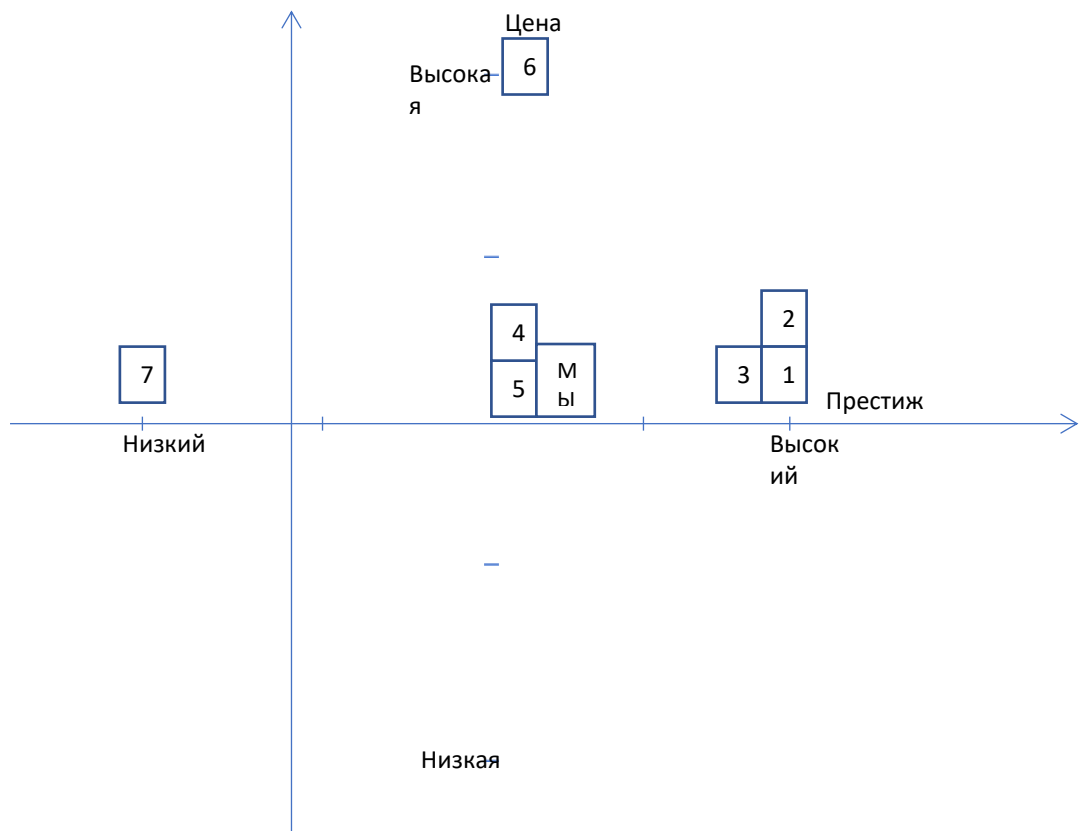 Цена
6
Высока
я
2
4
М
ы
7
5
3
1
Престиж
Низкий
Высок
ий
Низкая